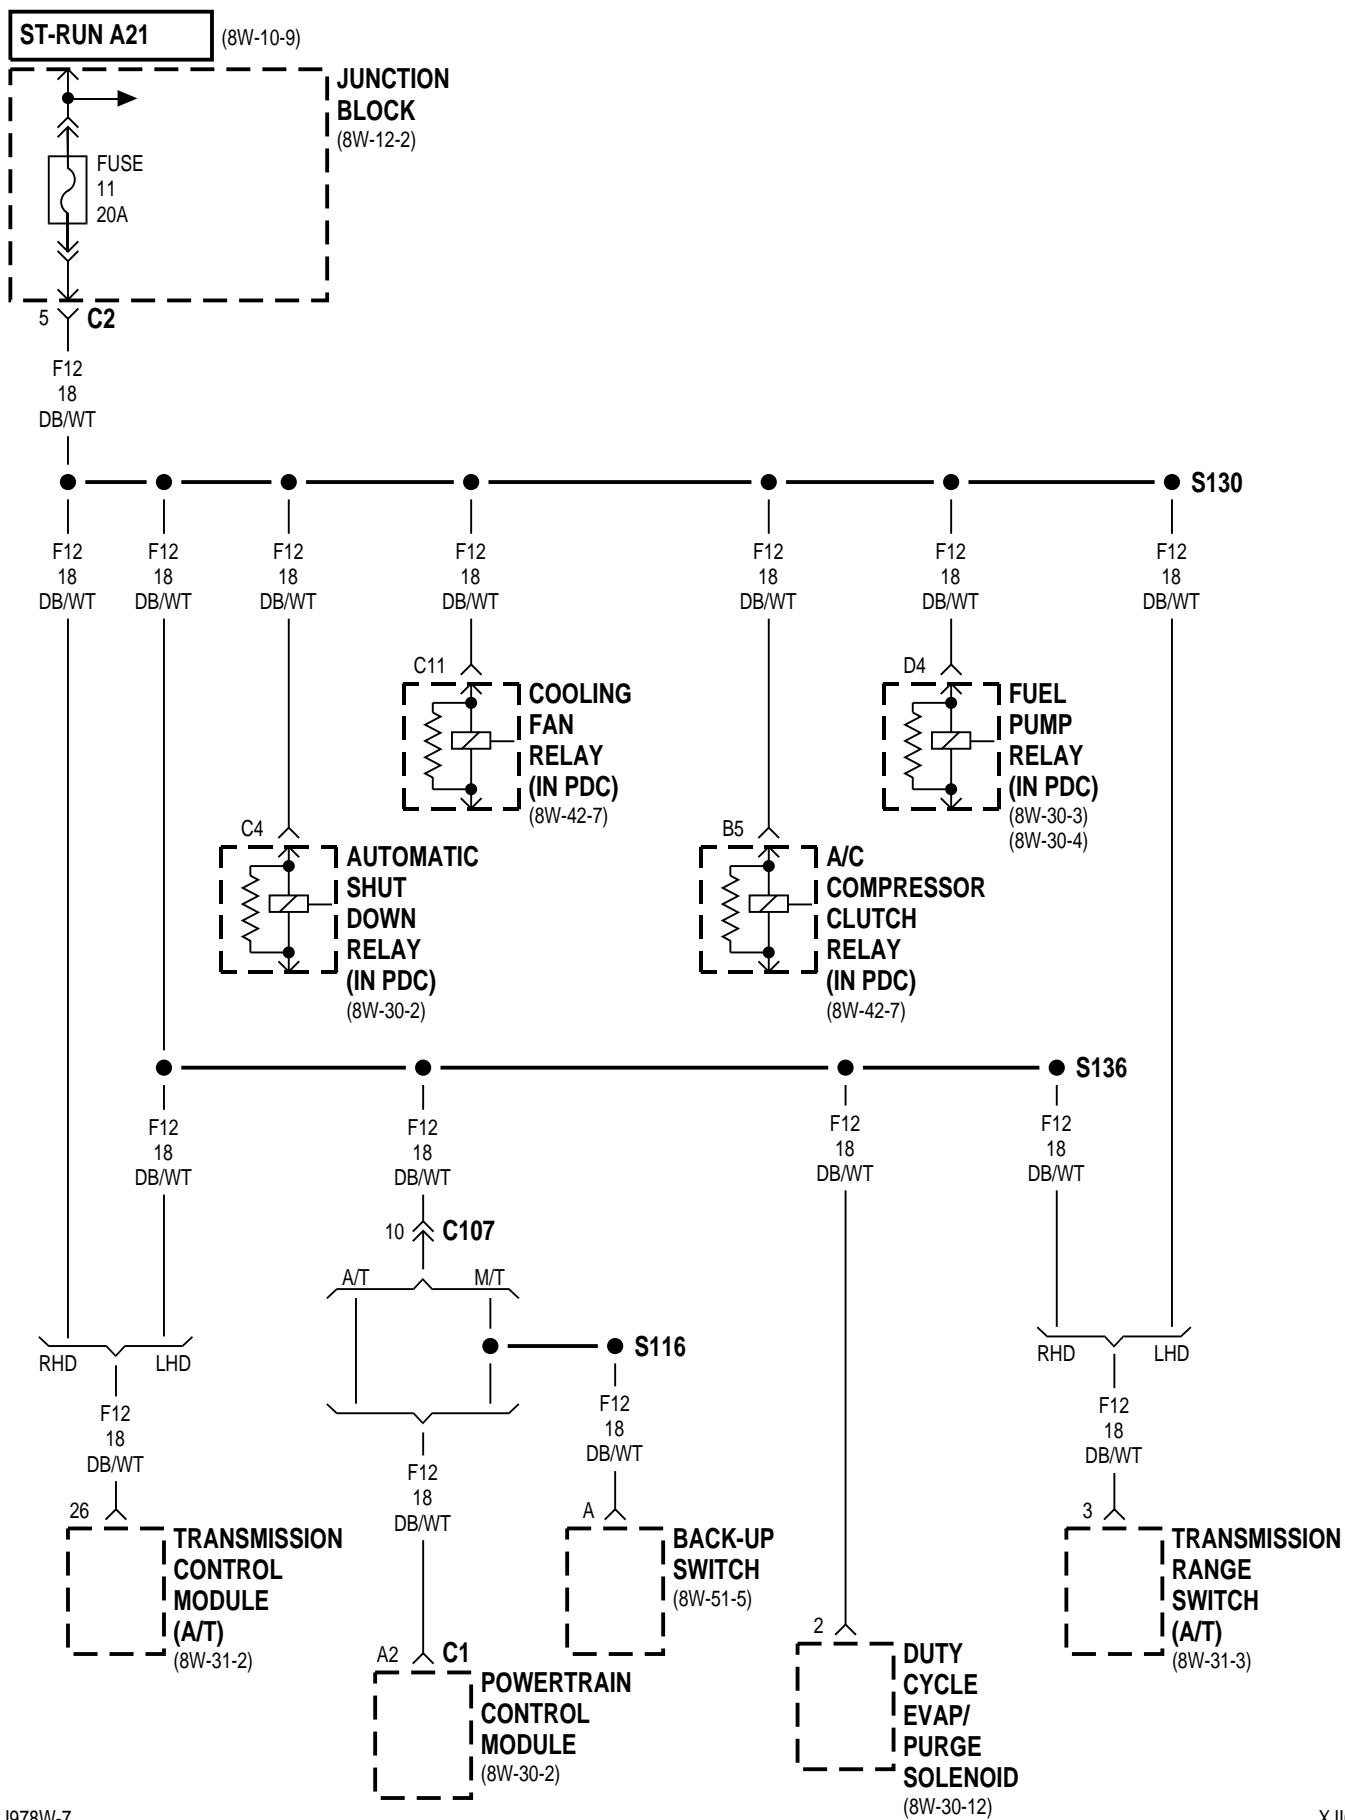 ST-RUN A21 (8W-10-9)
JUNCTION
BLOCK
(8W-12-2)
FUSE
11
20A
5 C2
F12
18
DB/WT
S130
F12 F12 F12 F12 F12 F12 F12
18 18 18 18 18 18 18
DB/WT DB/WT DB/WT DB/WT DB/WT DB/WT DB/WT
C11
COOLING
FAN
RELAY
(IN PDC)
(8W-42-7)
D4
FUEL
PUMP
RELAY
(IN PDC)
(8W-30-3)
(8W-30-4)
C4
AUTOMATIC
SHUT
DOWN
RELAY
(IN PDC)
(8W-30-2)
B5
A/C
COMPRESSOR
CLUTCH
RELAY
(IN PDC)
(8W-42-7)
S136
F12 F12 F12 F12
18 18 18 18
DB/WT DB/WT DB/WT DB/WT
10 C107
A/T M/T
S116
RHD LHD
RHD LHD
F12
18
DB/WT
F12
18
DB/WT
F12
18
DB/WT
F12
18
DB/WT
26
TRANSMISSION
CONTROL
MODULE
(A/T)
(8W-31-2)
A
BACK-UP
SWITCH
(8W-51-5)
3
TRANSMISSION
RANGE
SWITCH
(A/T)
(8W-31-3)
A2 C1
POWERTRAIN
CONTROL
MODULE
(8W-30-2)
2
DUTY
CYCLE
EVAP/
PURGE
SOLENOID
(8W-30-12)
J978W-7